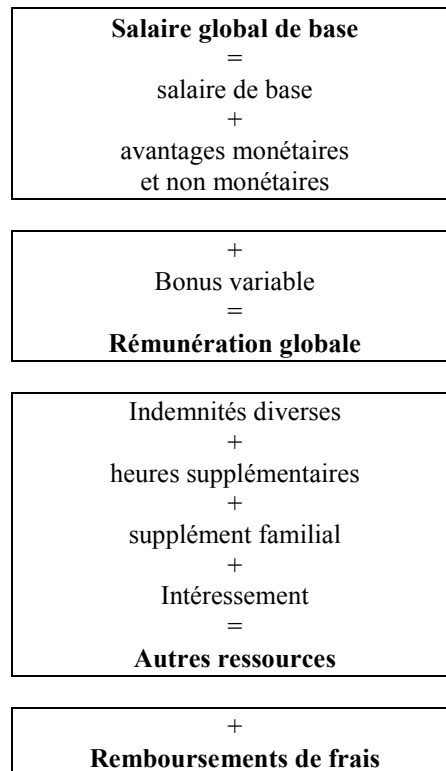 Salaire global de base
=
salaire de base
+
avantages monétaires
et non monétaires
+
Bonus variable
=
Rémunération globale
Indemnités diverses
+
heures supplémentaires
+
supplément familial
+
Intéressement
=
Autres ressources
+
Remboursements de frais